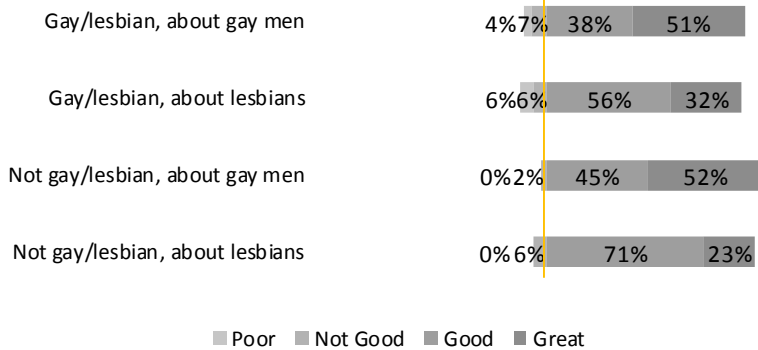 Gay/lesbian, about gay men 4% 7% 38% 51%
Gay/lesbian, about lesbians 6% 6% 56% 32%
Not gay/lesbian, about gay men 0% 2% 45% 52%
Not gay/lesbian, about lesbians 0% 6% 71% 23%
Poor Not Good Good Great